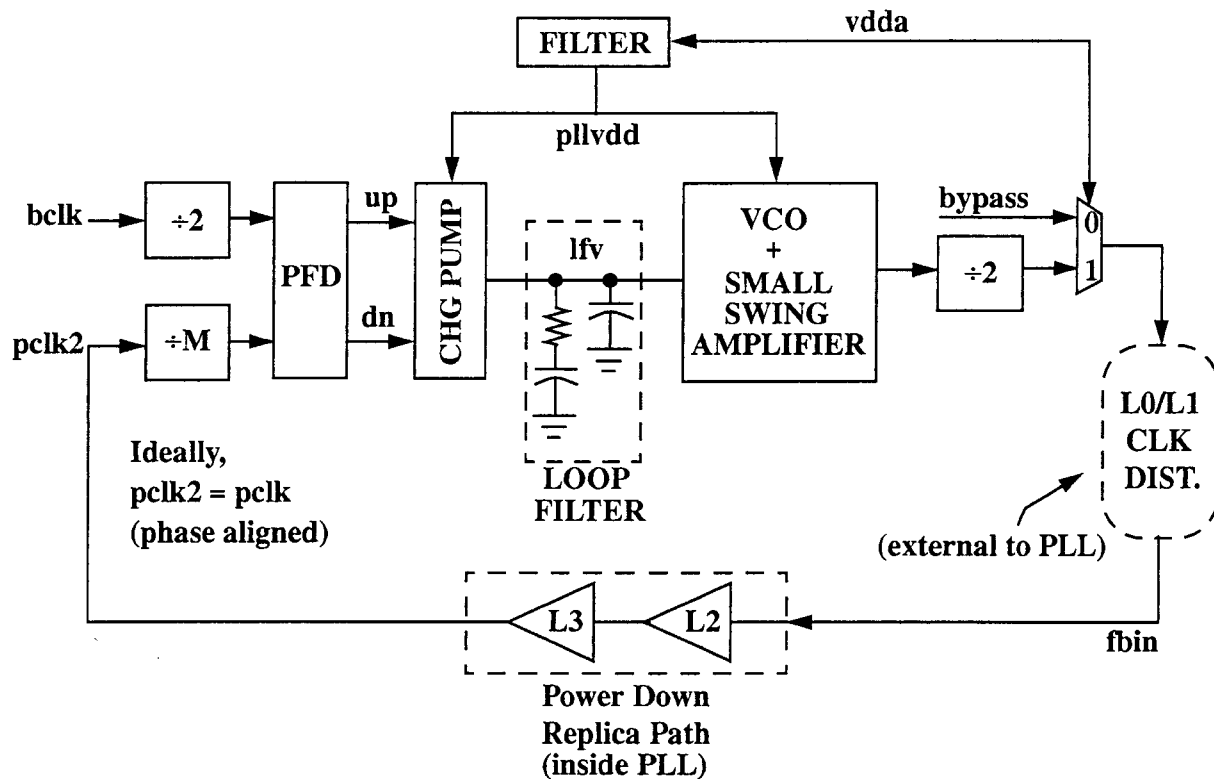 vdda
FILTER
pllvdd
bclk
÷2
up
PFD
CHG PUMP
lfv
VCO
+
SMALL
SWING
AMPLIFIER
bypass
0
÷2
1
pclk2
÷M
dn
Ideally,
pclk2 = pclk
(phase aligned)
LOOP
FILTER
L0/L1
CLK
DIST.
(external to PLL)
L3
L2
fbin
Power Down
Replica Path
(inside PLL)